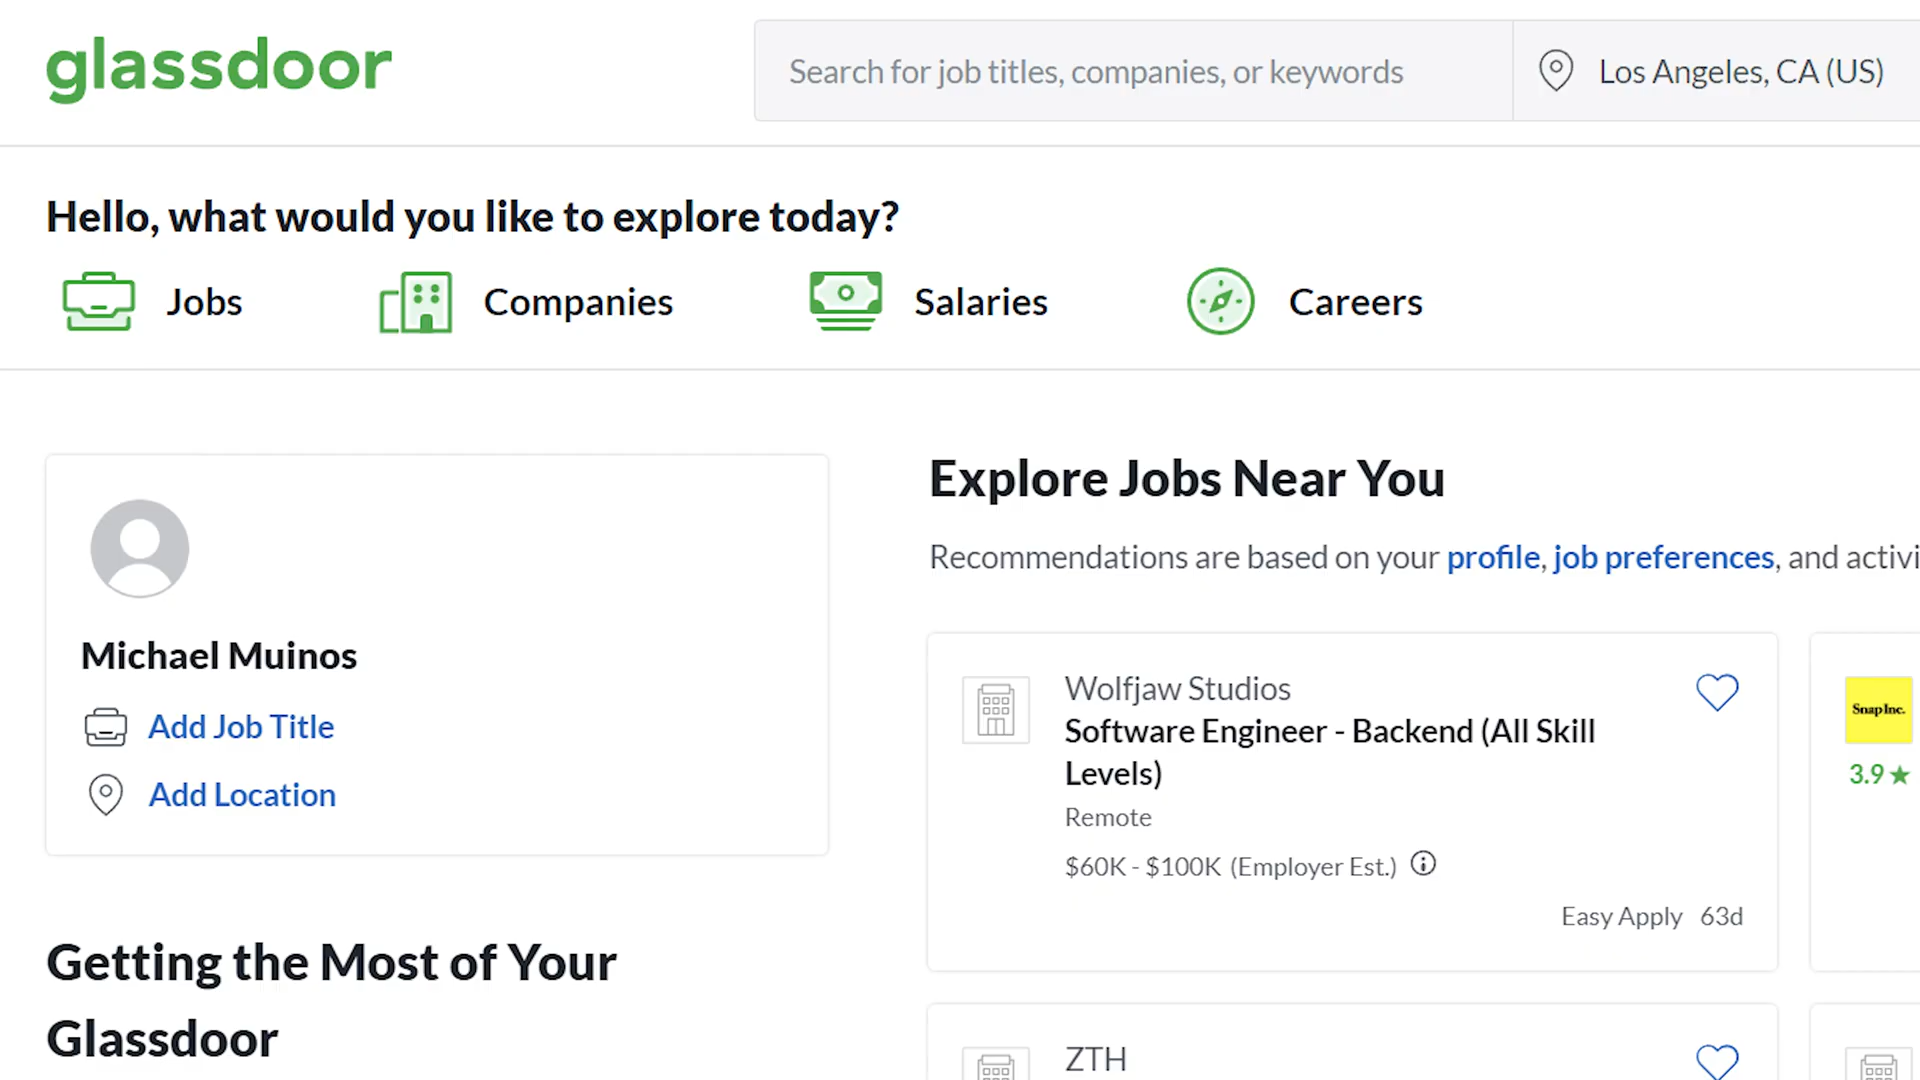 glassdoor
Search for job titles, companies, or keywords
Los Angeles, CA (US)
Hello, what would you like to explore today?
Jobs
Companies
Salaries
Careers
Michael Muinos
Add Job Title
Add Location
Getting the Most of Your
Glassdoor
Explore Jobs Near You
Recommendations are based on your profile, job preferences, and activi
Wolfjaw Studios
Software Engineer - Backend (All Skill
Levels)
Remote
$60K - $100K (Employer Est.)
Easy Apply 63d
Snap Inc.
3.9 ★
ZTH